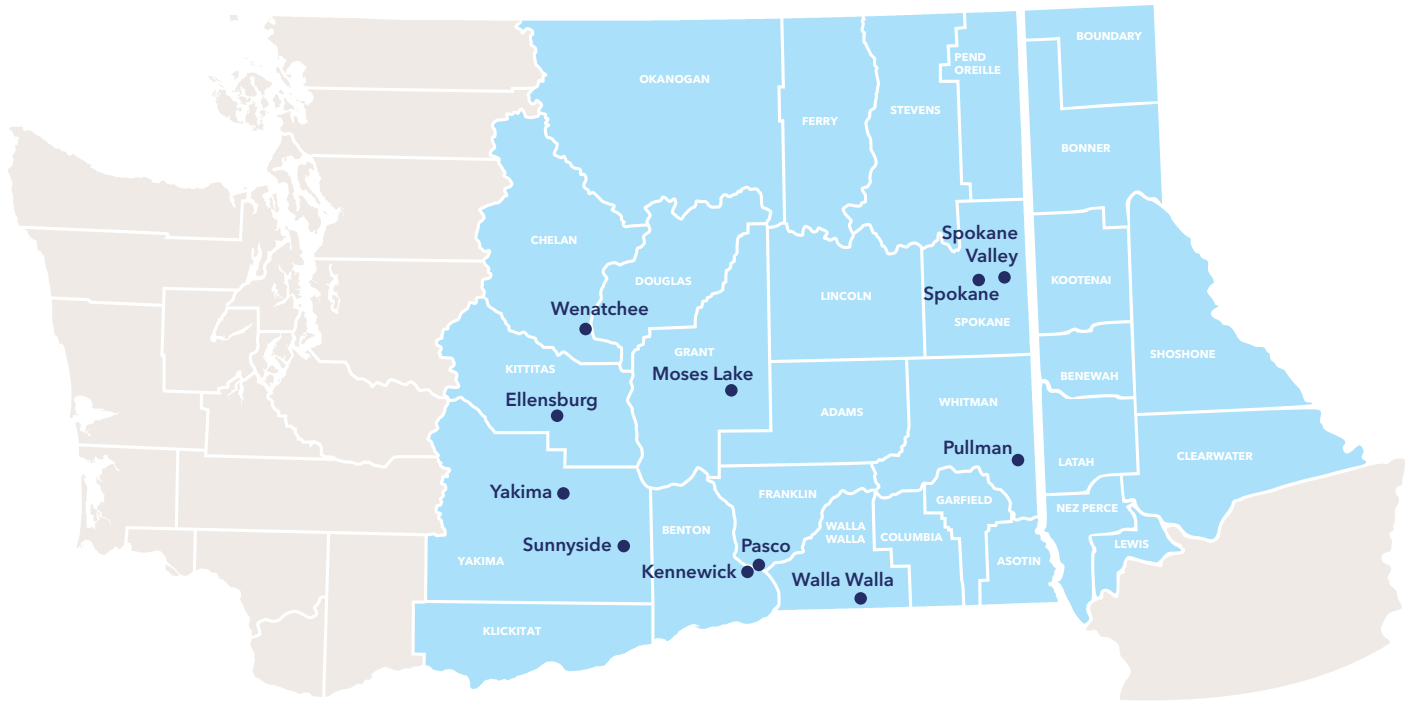 BOUNDARY
OKANOGAN
PEND
OREILLE
STEVENS
FERRY
BONNER
Spokane
Valley
CHELAN
DOUGLAS
KOOTENAI
Spokane
LINCOLN
Wenatchee
SPOKANE
GRANT
SHOSHONE
KITTITAS
Moses Lake
BENEWAH
Ellensburg
ADAMS
WHITMAN
Pullman
CLEARWATER
LATAH
Yakima
FRANKLIN
GARFIELD
NEZ PERCE
BENTON
WALLA
WALLA
COLUMBIA
Sunnyside
Pasco
LEWIS
YAKIMA
ASOTIN
Kennewick
Walla Walla
KLICKITAT